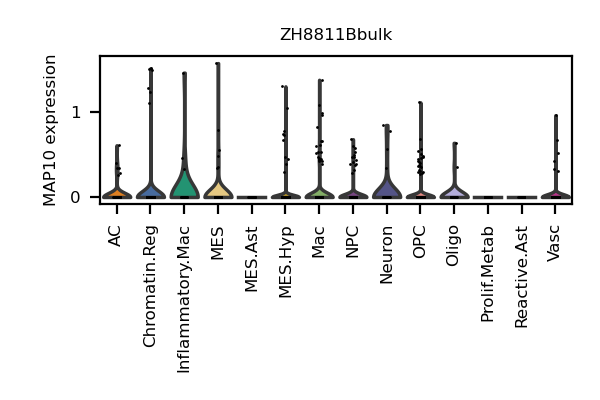 ZH8811Bbulk
MAP10 expression
1
0
AC
Chromatin.Reg
Inflammatory.Mac
MES
MES.Ast
MES.Hyp
Mac
NPC
Neuron
OPC
Oligo
Prolif.Metab
Reactive.Ast
Vasc